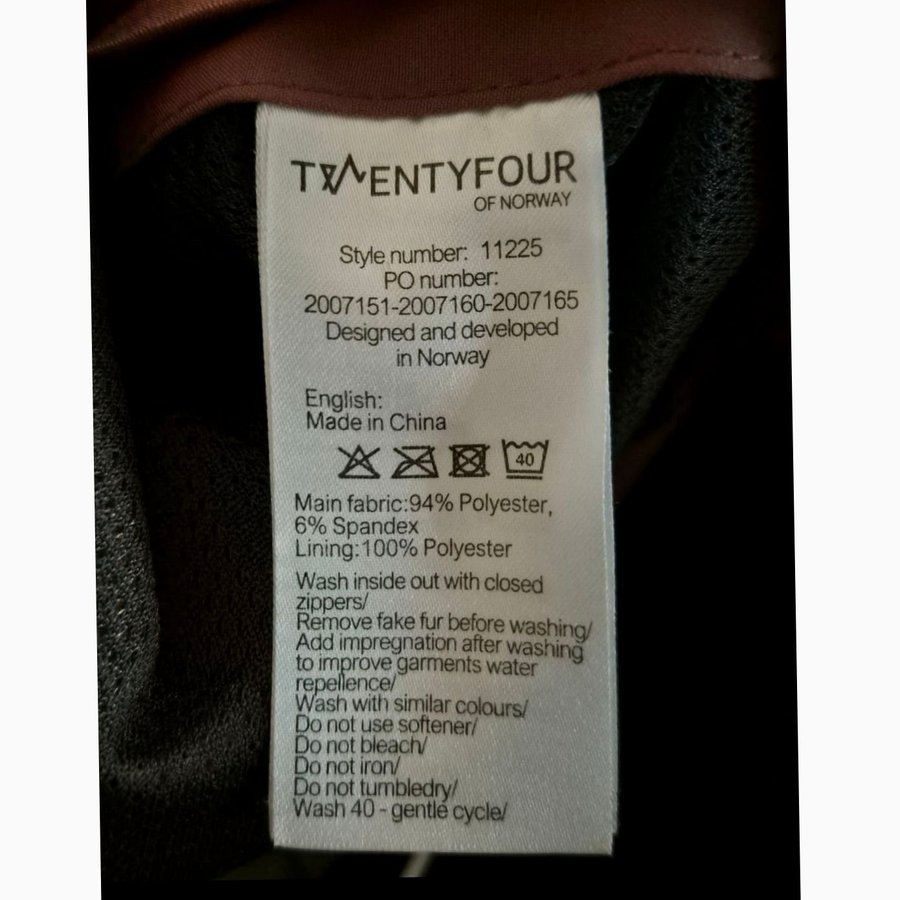 TWENTYFOUR
OF NORWAY
Style number: 11225
PO number:
2007151-2007160-2007165
Designed and developed
in Norway
English:
Made in China
40
Main fabric:94% Polyester,
6% Spandex
Lining:100% Polyester
Wash inside out with closed
zippers/
Remove fake fur before washing/
Add impregnation after washing
to improve garments water
repellence/
Wash with similar colours/
Do not use softener/
Do not bleach/
Do not iron/
Do not tumbledry/
Wash 40 - gentle cycle/